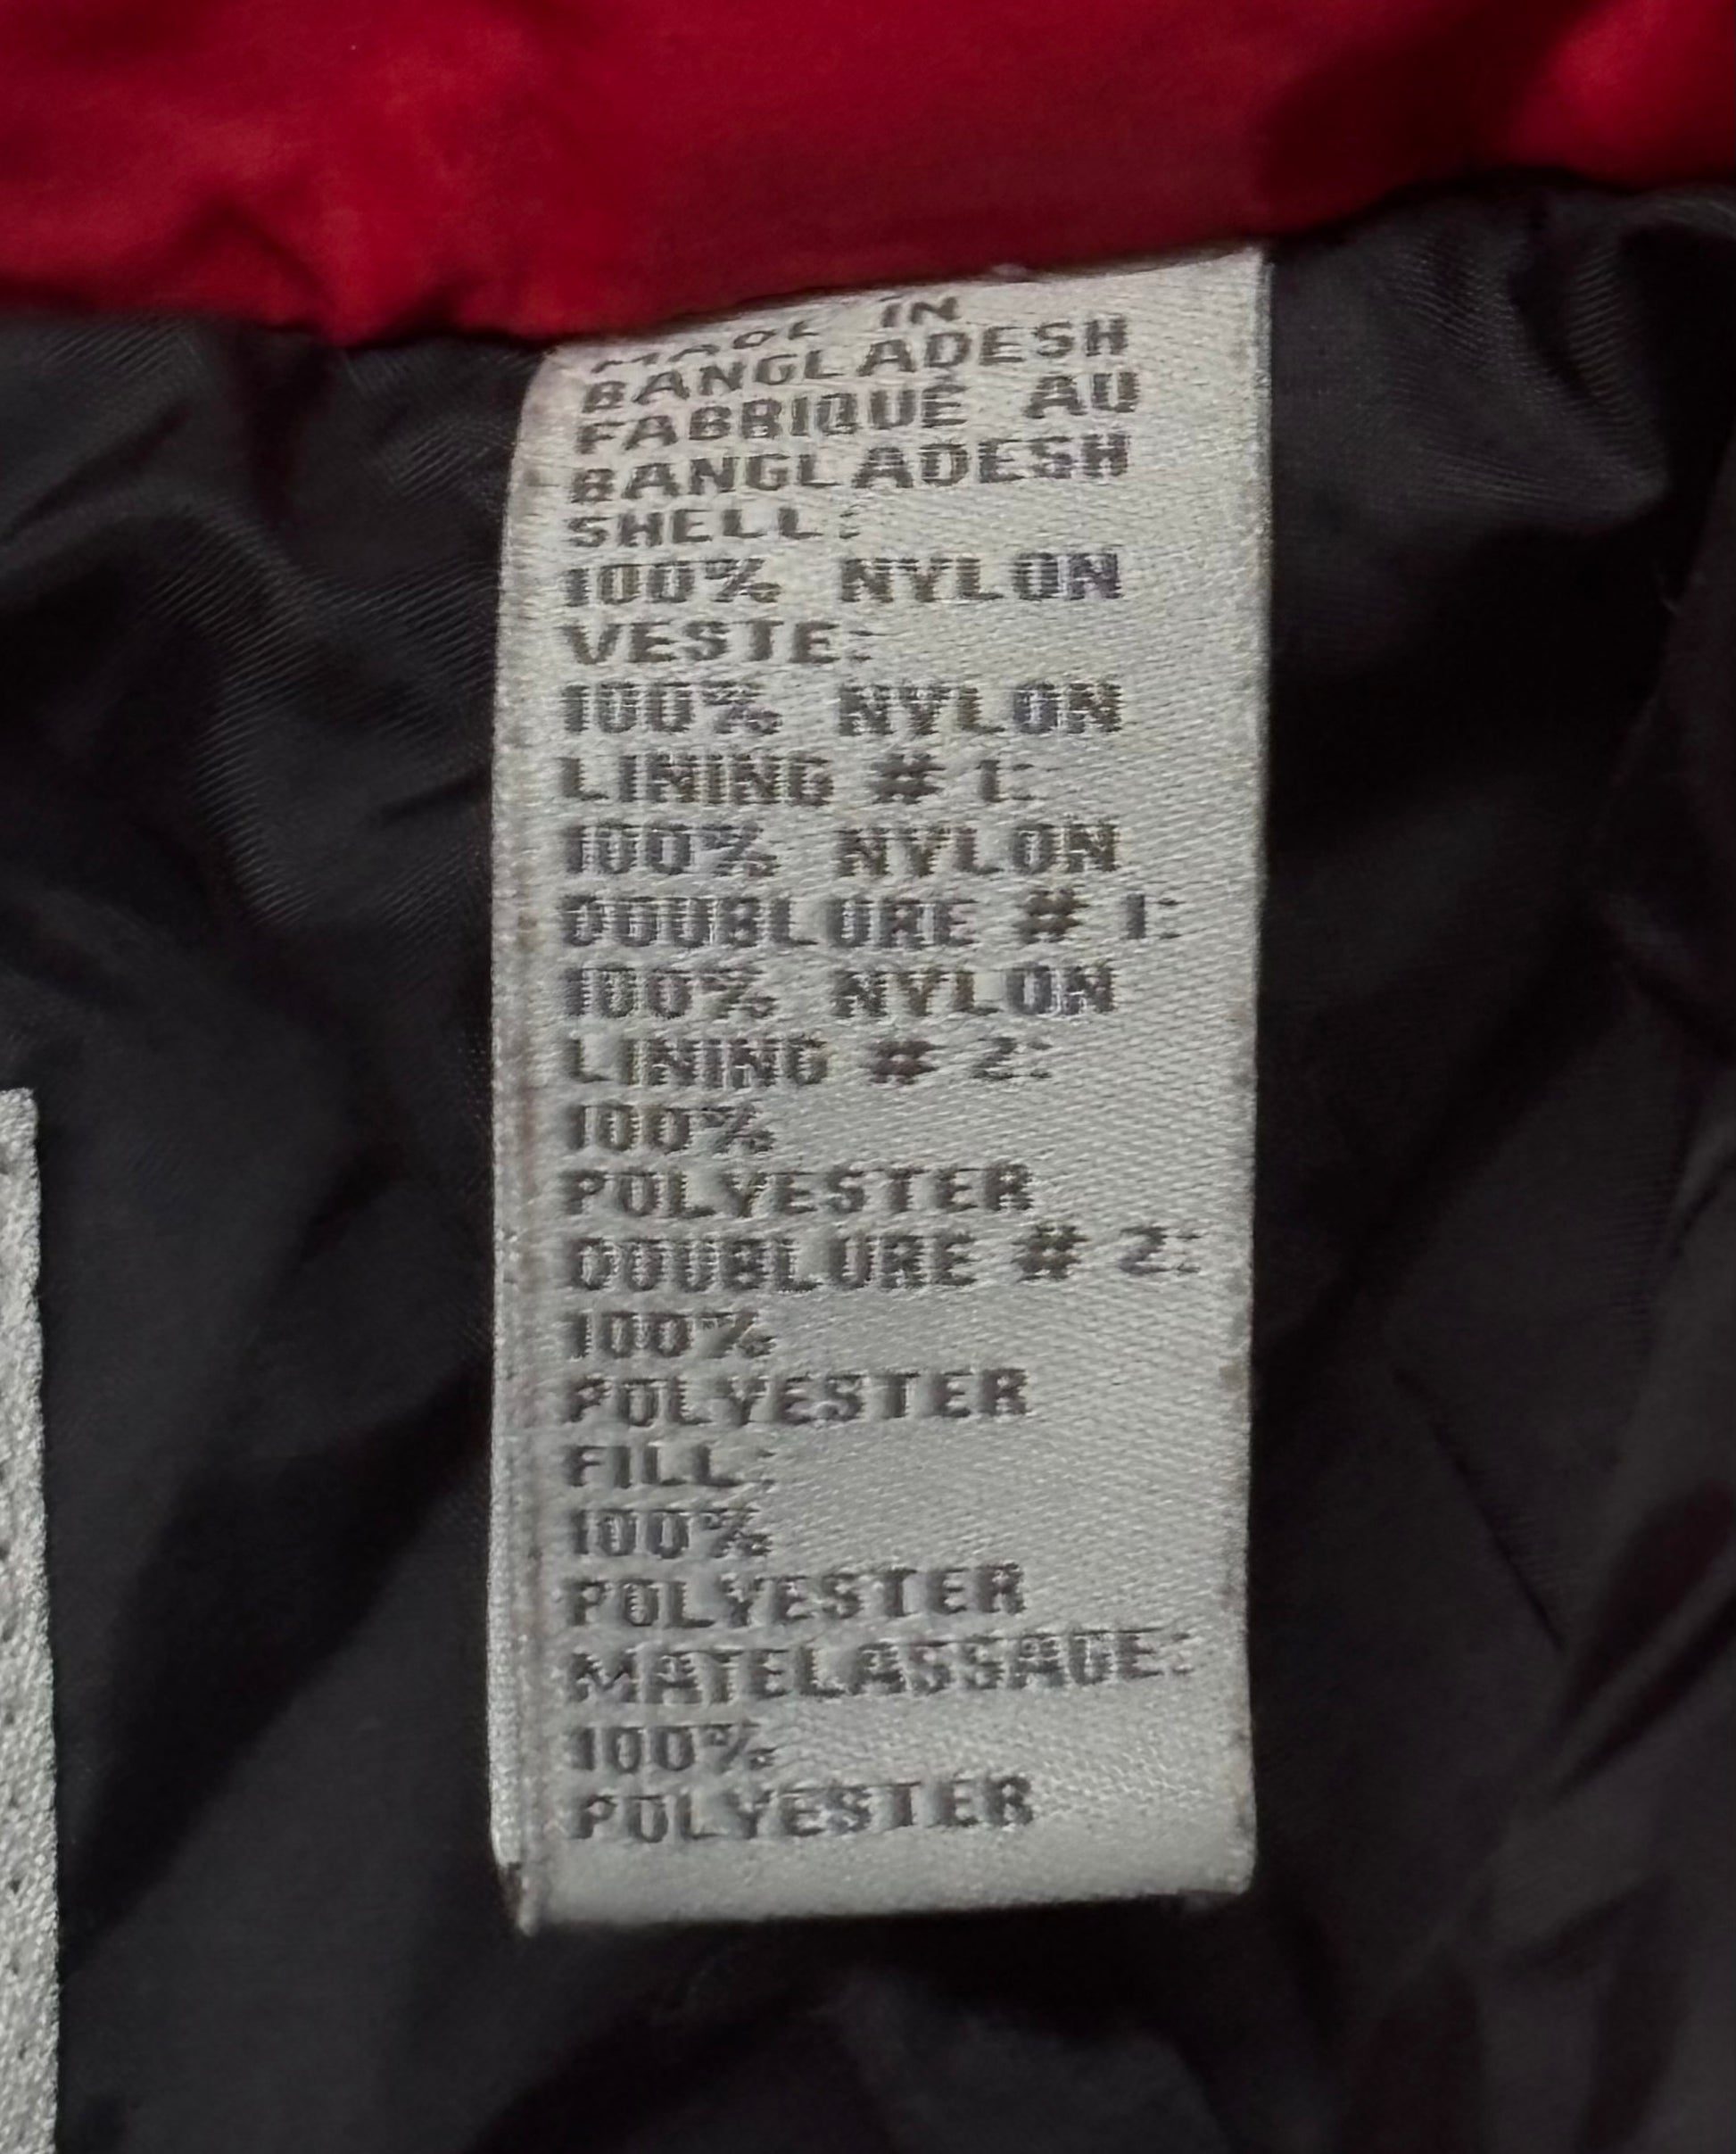 MADE IN
BANGLADESH
FABRIQUÉ AU
BANGLADESH
SHELL:
100% NYLON
VESTE:
100% NYLON
LINING # 1:
100% NYLON
DOUBLURE # 1:
100% NYLON
LINING # 2:
100%
POLYESTER
DOUBLURE # 2:
100%
POLYESTER
FILL:
100%
POLYESTER
MATELASSAGE:
100%
POLYESTER